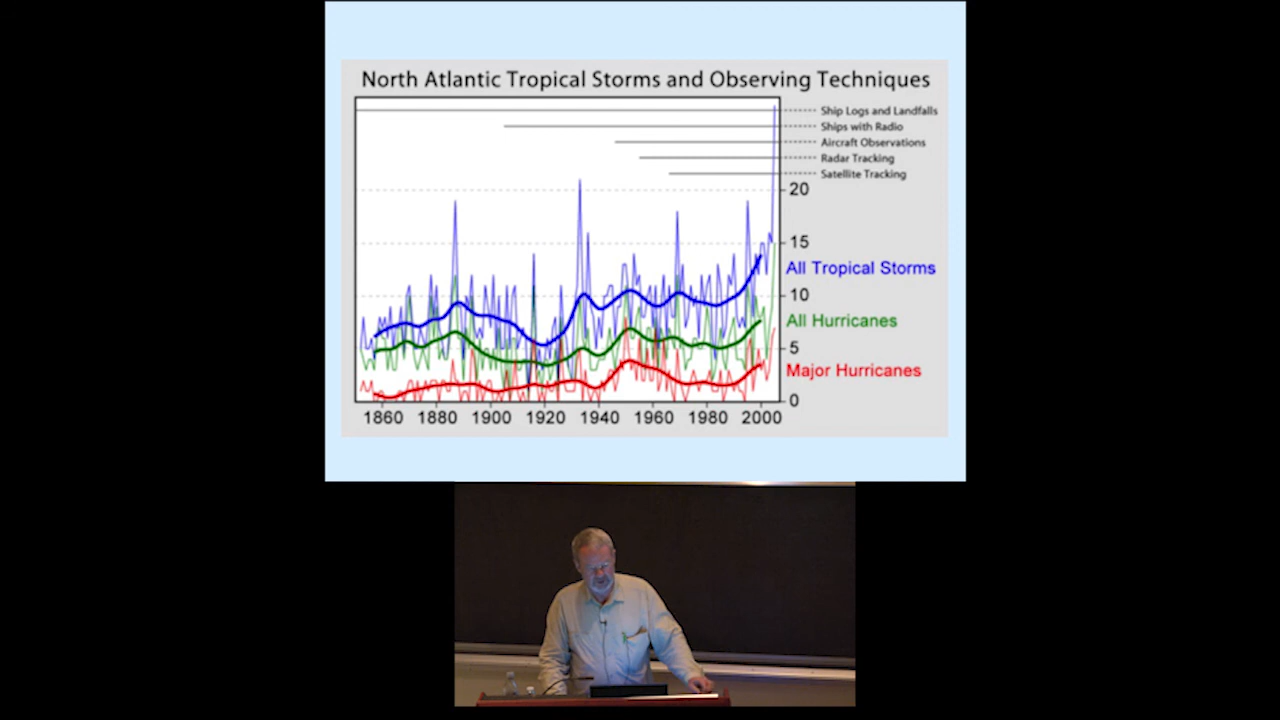 North Atlantic Tropical Storms and Observing Techniques
Ship Logs and Landfalls
Ships with Radio
Aircraft Observations
Radar Tracking
Satellite Tracking
20
15
All Tropical Storms
10
All Hurricanes
5
Major Hurricanes
0
1860 1880 1900 1920 1940 1960 1980 2000